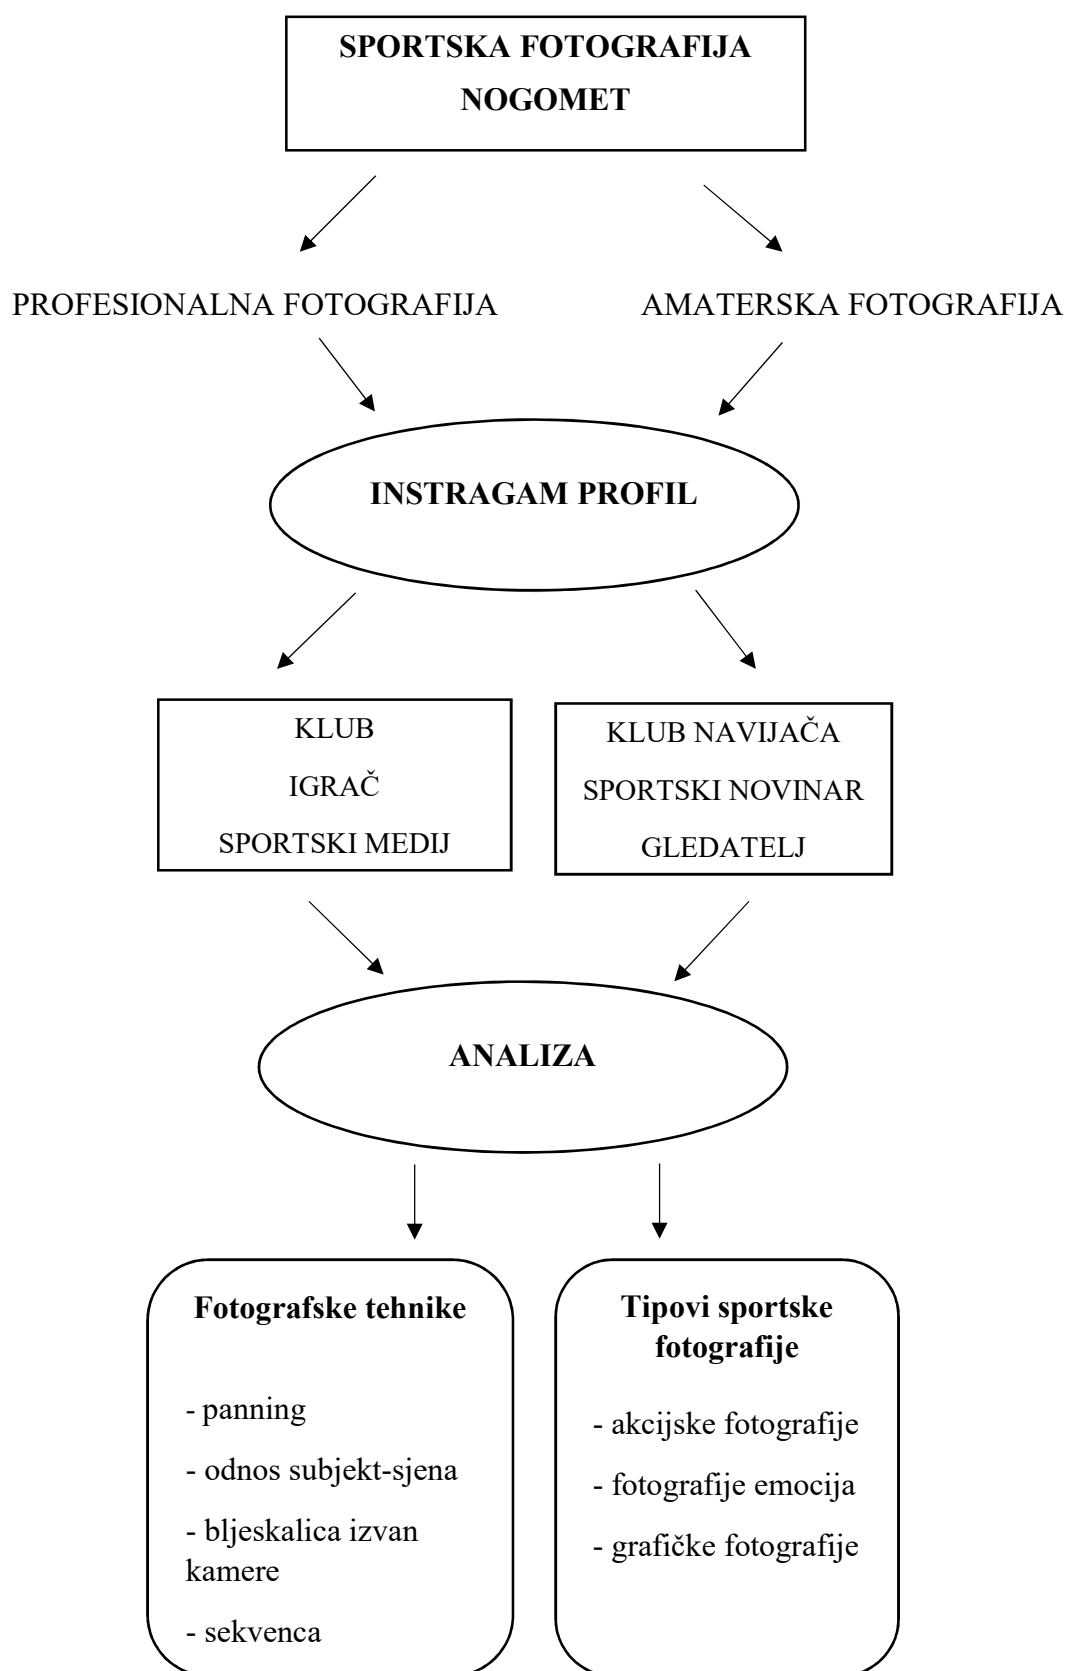 SPORTSKA FOTOGRAFIJA
NOGOMET
PROFESIONALNA FOTOGRAFIJA
AMATERSKA FOTOGRAFIJA
INSTRAGAM PROFIL
KLUB
IGRAČ
SPORTSKI MEDIJ
KLUB NAVIJAČA
SPORTSKI NOVINAR
GLEDATELJ
ANALIZA
Fotografske tehnike
- panning
- odnos subjekt-sjena
- bljeskalica izvan
kamere
- sekvenca
Tipovi sportske
fotografije
- akcijske fotografije
- fotografije emocija
- grafičke fotografije